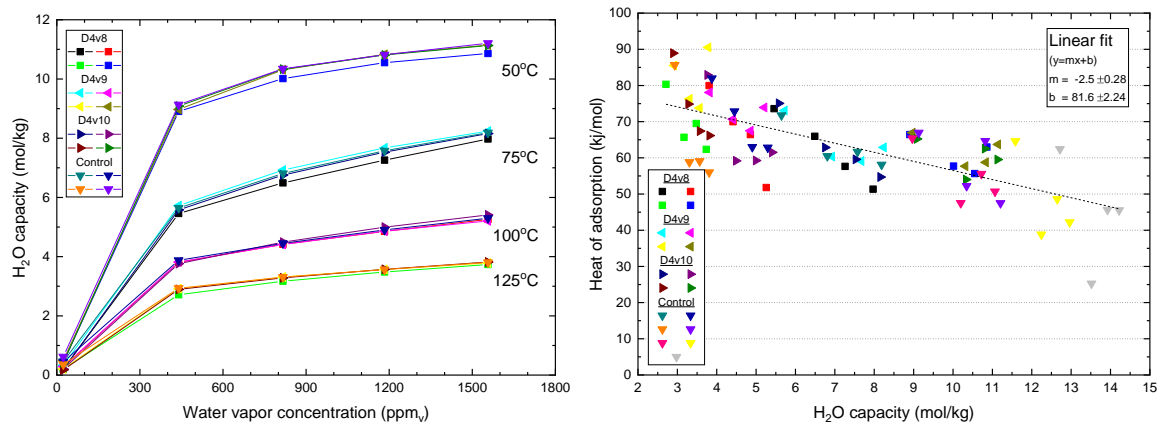 12
10
8
6
4
2
0
H₂O capacity (mol/kg)
D4v8
D4v9
D4v10
Control
50°C
75°C
100°C
125°C
0 300 600 900 1200 1500 1800
Water vapor concentration (ppmᵥ)
100
90
80
70
60
50
40
30
20
10
0
Heat of adsorption (kj/mol)
Linear fit
(y=mx+b)
m = -2.5 ±0.28
b = 81.6 ±2.24
D4v8
D4v9
D4v10
Control
2 3 4 5 6 7 8 9 10 11 12 13 14 15
H₂O capacity (mol/kg)